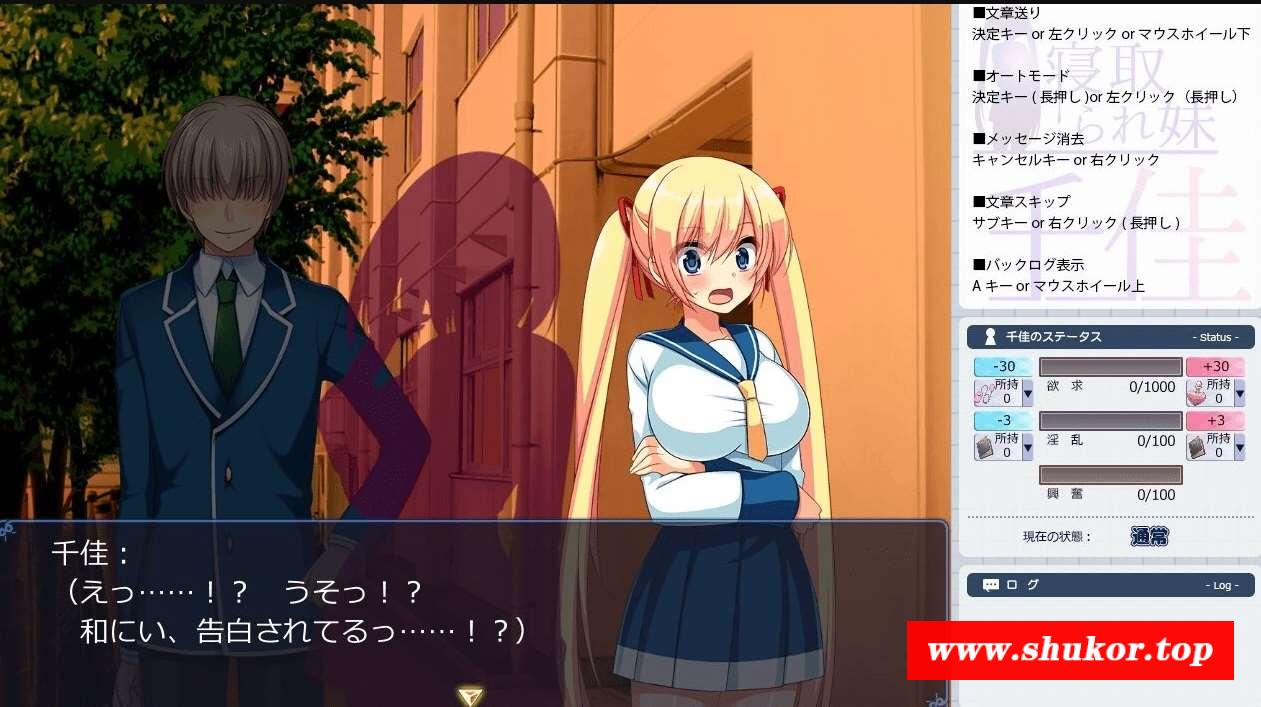 ■文章送り
決定キー or 左クリック or マウスホイール下
■オートモード
決定キー ( 長押し )or 左クリック（長押し）
■メッセージ消去
キャンセルキー or 右クリック
■文章スキップ
サブキー or 右クリック ( 長押し )
■バックログ表示
A キー or マウスホイール上
寝取
られ妹
千佳
千佳のステータス
- Status -
-30
+30
所持
0
欲 求
0/1000
所持
0
-3
+3
所持
0
淫 乱
0/100
所持
0
興 奮
0/100
現在の状態：
通常
ロ グ
- Log -
千佳：
（えっ……！？　うそっ！？
和にい、告白されてるっ……！？）
www.shukor.top